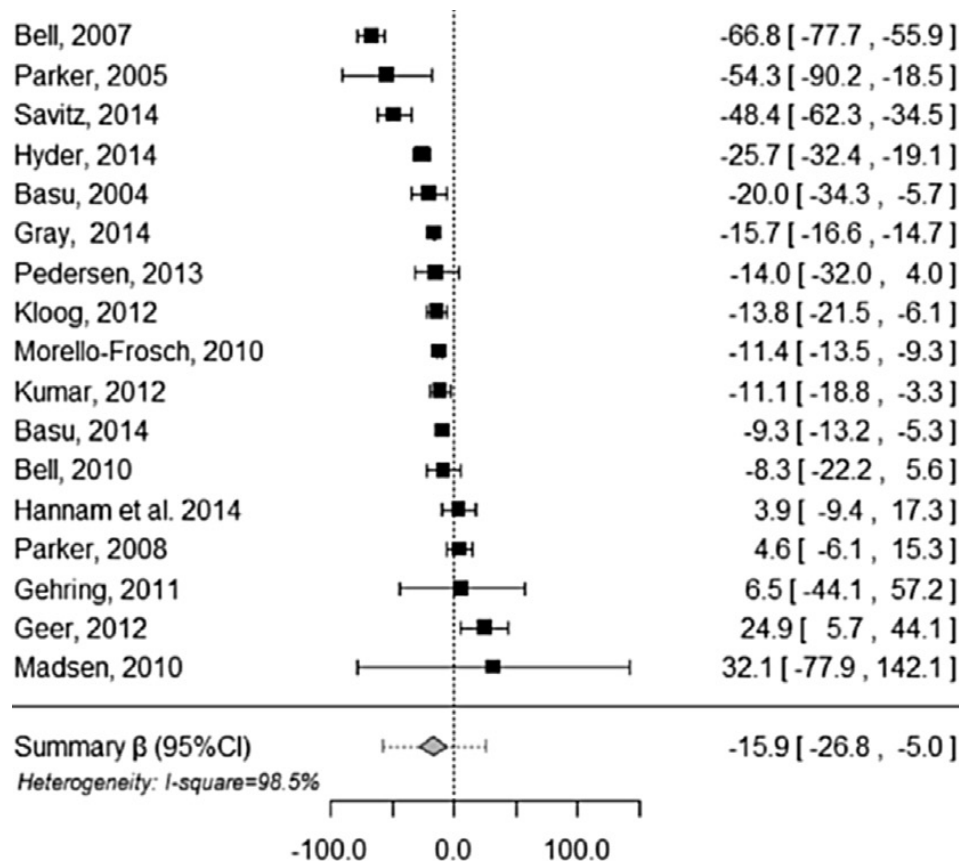 Bell, 2007 -66.8 [ -77.7 , -55.9 ]
Parker, 2005 -54.3 [ -90.2 , -18.5 ]
Savitz, 2014 -48.4 [ -62.3 , -34.5 ]
Hyder, 2014 -25.7 [ -32.4 , -19.1 ]
Basu, 2004 -20.0 [ -34.3 , -5.7 ]
Gray, 2014 -15.7 [ -16.6 , -14.7 ]
Pedersen, 2013 -14.0 [ -32.0 , 4.0 ]
Kloog, 2012 -13.8 [ -21.5 , -6.1 ]
Morello-Frosch, 2010 -11.4 [ -13.5 , -9.3 ]
Kumar, 2012 -11.1 [ -18.8 , -3.3 ]
Basu, 2014 -9.3 [ -13.2 , -5.3 ]
Bell, 2010 -8.3 [ -22.2 , 5.6 ]
Hannam et al. 2014 3.9 [ -9.4 , 17.3 ]
Parker, 2008 4.6 [ -6.1 , 15.3 ]
Gehring, 2011 6.5 [ -44.1 , 57.2 ]
Geer, 2012 24.9 [ 5.7 , 44.1 ]
Madsen, 2010 32.1 [ -77.9 , 142.1 ]
Summary β (95%CI) -15.9 [ -26.8 , -5.0 ]
Heterogeneity: I-square=98.5%
-100.0 0.0 100.0